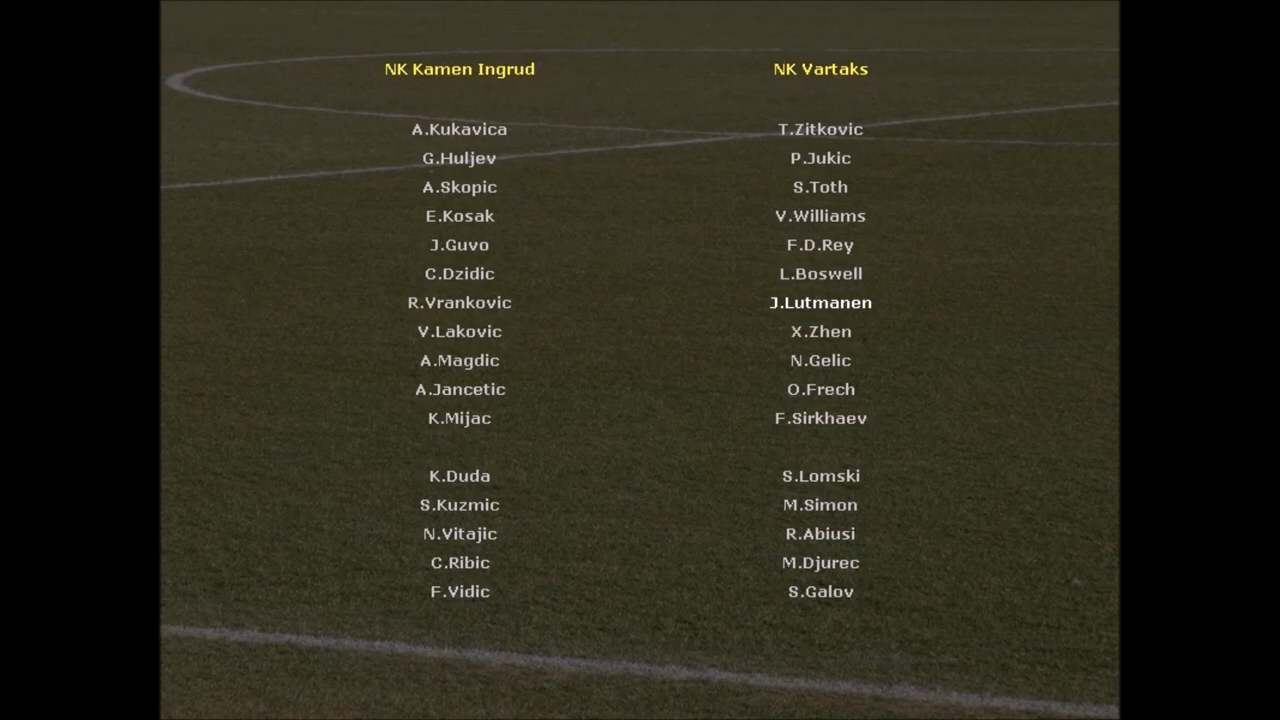 NK Kamen Ingrud
A.Kukavica
G.Huljev
A.Skopic
E.Kosak
J.Guvo
C.Dzidic
R.Vrankovic
V.Lakovic
A.Magdic
A.Jancetic
K.Mijac
K.Duda
S.Kuzmic
N.Vitajic
C.Ribic
F.Vidic
NK Vartaks
T.Zitkovic
P.Jukic
S.Toth
V.Williams
F.D.Rey
L.Boswell
J.Lutmanen
X.Zhen
N.Gelic
O.Frech
F.Sirkhaev
S.Lomski
M.Simon
R.Abiusi
M.Djurec
S.Galov